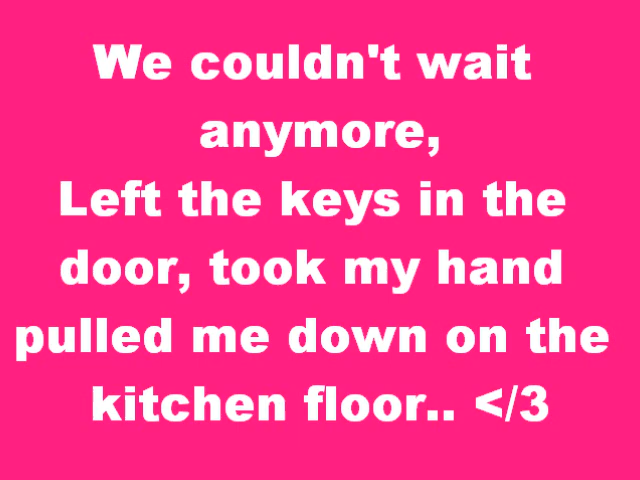 We couldn't wait
anymore,
Left the keys in the
door, took my hand
pulled me down on the
kitchen floor.. </3